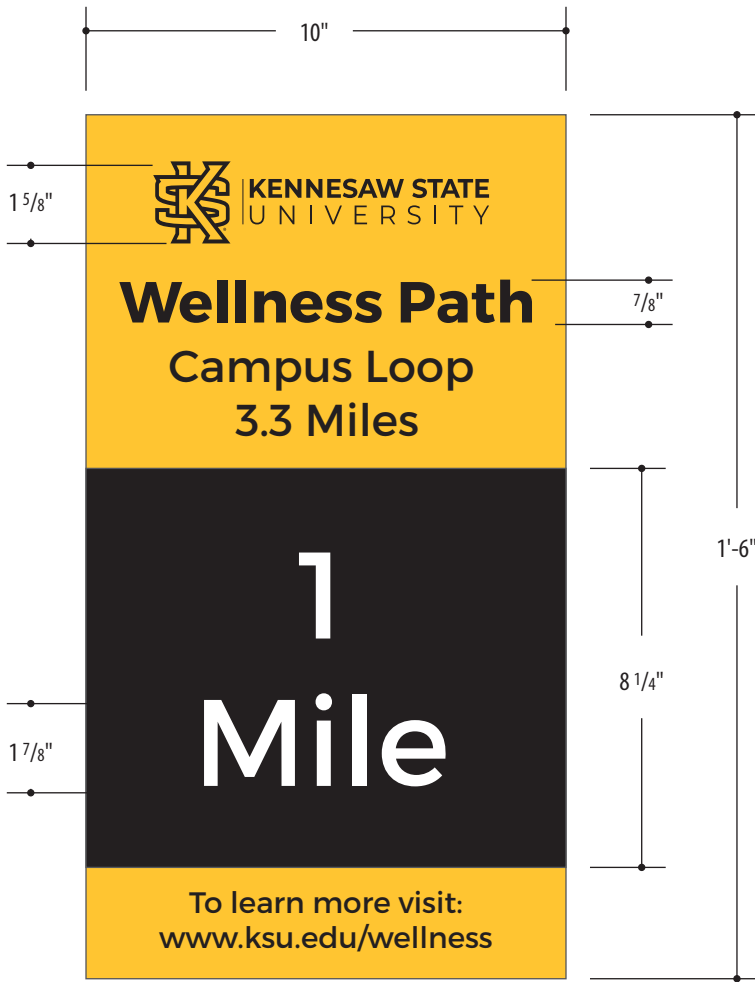 10"
1 5/8"
KS
KENNESAW STATE
UNIVERSITY
Wellness Path
7/8"
Campus Loop
3.3 Miles
1
1'-6"
8 1/4"
Mile
1 7/8"
To learn more visit:
www.ksu.edu/wellness